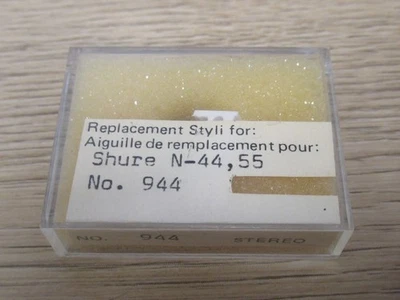 Replacement Styli for:
Aiguille de remplacement pour:
Shure N-44,55
No. 944
NO. 944 STEREO